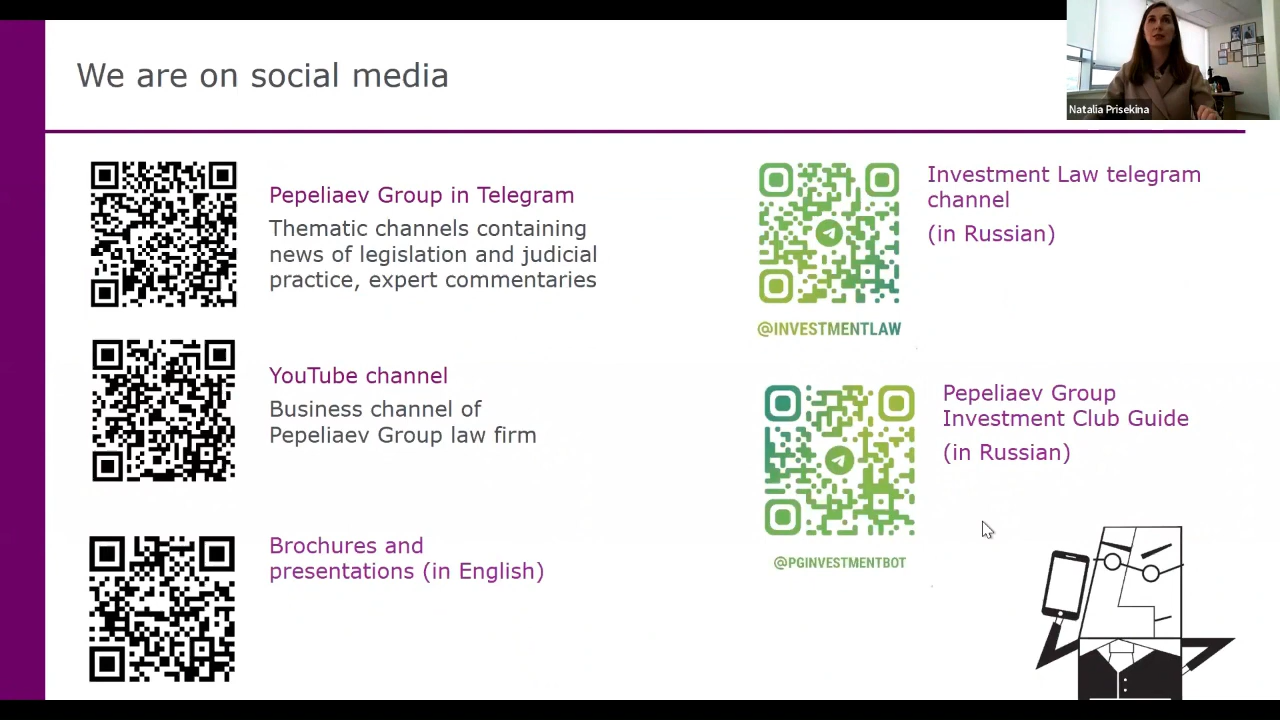 We are on social media
Natalia Prisekina
Pepeliaev Group in Telegram
Thematic channels containing
news of legislation and judicial
practice, expert commentaries
YouTube channel
Business channel of
Pepeliaev Group law firm
Brochures and
presentations (in English)
Investment Law telegram
channel
(in Russian)
@INVESTMENTLAW
Pepeliaev Group
Investment Club Guide
(in Russian)
@PGINVESTMENTBOT